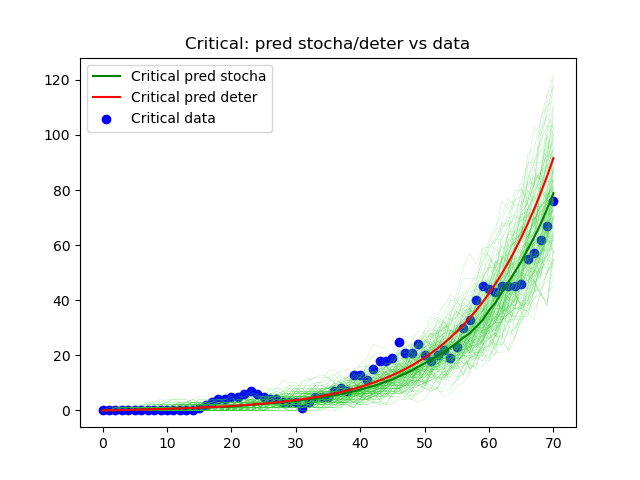 Critical: pred stocha/deter vs data
Critical pred stocha
Critical pred deter
Critical data
120
100
80
60
40
20
0
0 10 20 30 40 50 60 70